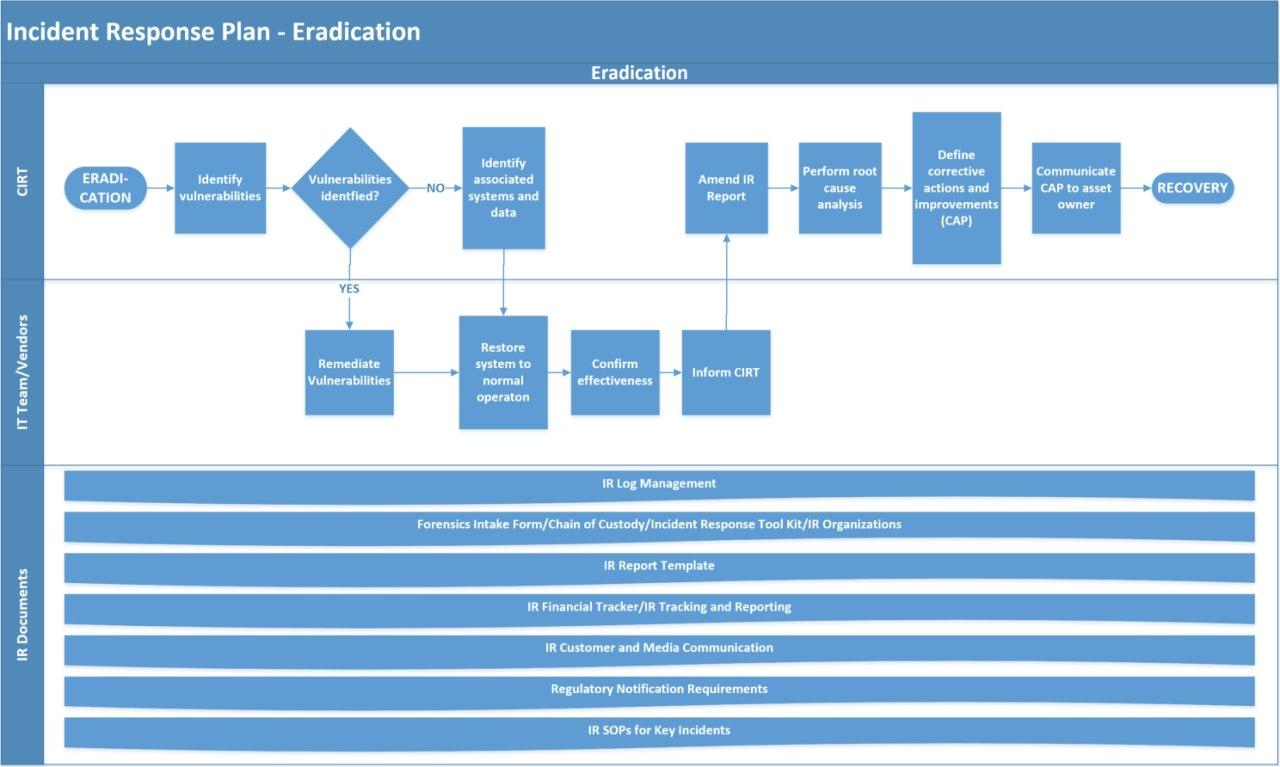 Incident Response Plan - Eradication
Eradication
CIRT
ERADI-
CATION
Identify
vulnerabilities
Vulnerabilities
identfied?
NO
YES
Identify
associated
systems and
data
Amend IR
Report
Perform root
cause
analysis
Define
corrective
actions and
improvements
(CAP)
Communicate
CAP to asset
owner
RECOVERY
IT Team/Vendors
Remediate
Vulnerabilities
Restore
system to
normal
operaton
Confirm
effectiveness
Inform CIRT
IR Documents
IR Log Management
Forensics Intake Form/Chain of Custody/Incident Response Tool Kit/IR Organizations
IR Report Template
IR Financial Tracker/IR Tracking and Reporting
IR Customer and Media Communication
Regulatory Notification Requirements
IR SOPs for Key Incidents